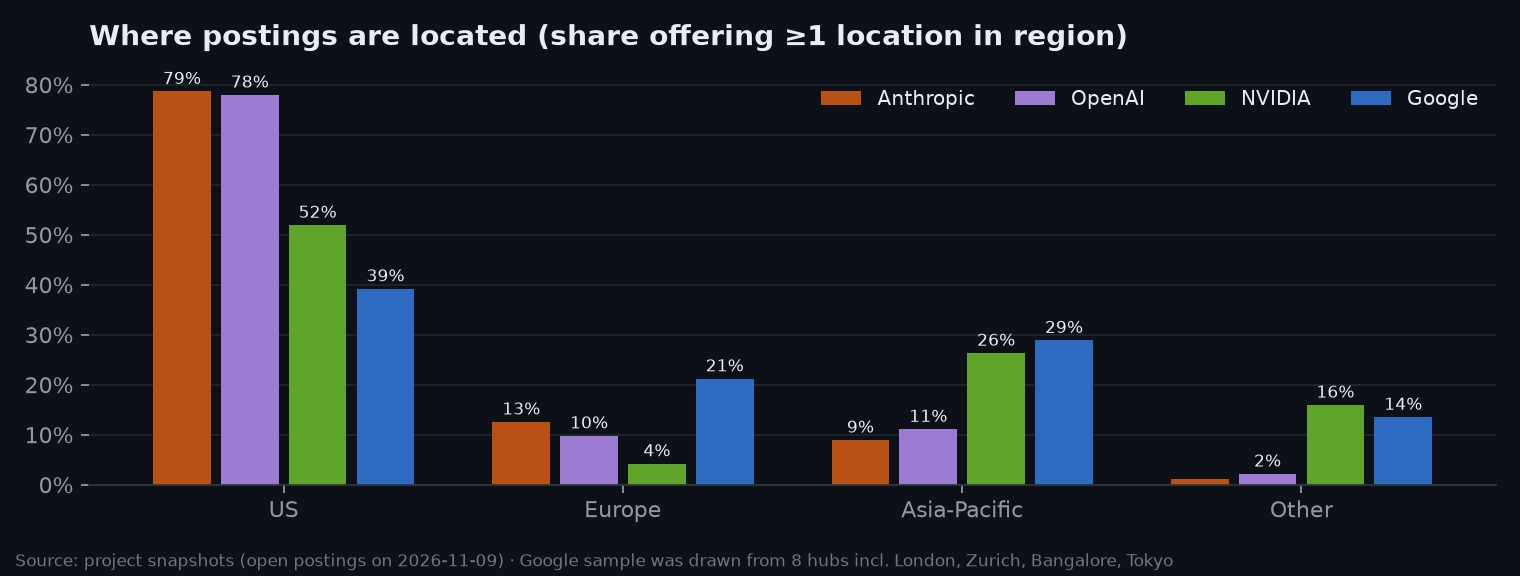 Where postings are located (share offering ≥1 location in region)
Anthropic OpenAI NVIDIA Google
80%
70%
60%
50%
40%
30%
20%
10%
0%
79% 78% 52% 39%
13% 10% 4% 21%
9% 11% 26% 29%
2% 16% 14%
US Europe Asia-Pacific Other
Source: project snapshots (open postings on 2026-11-09) · Google sample was drawn from 8 hubs incl. London, Zurich, Bangalore, Tokyo